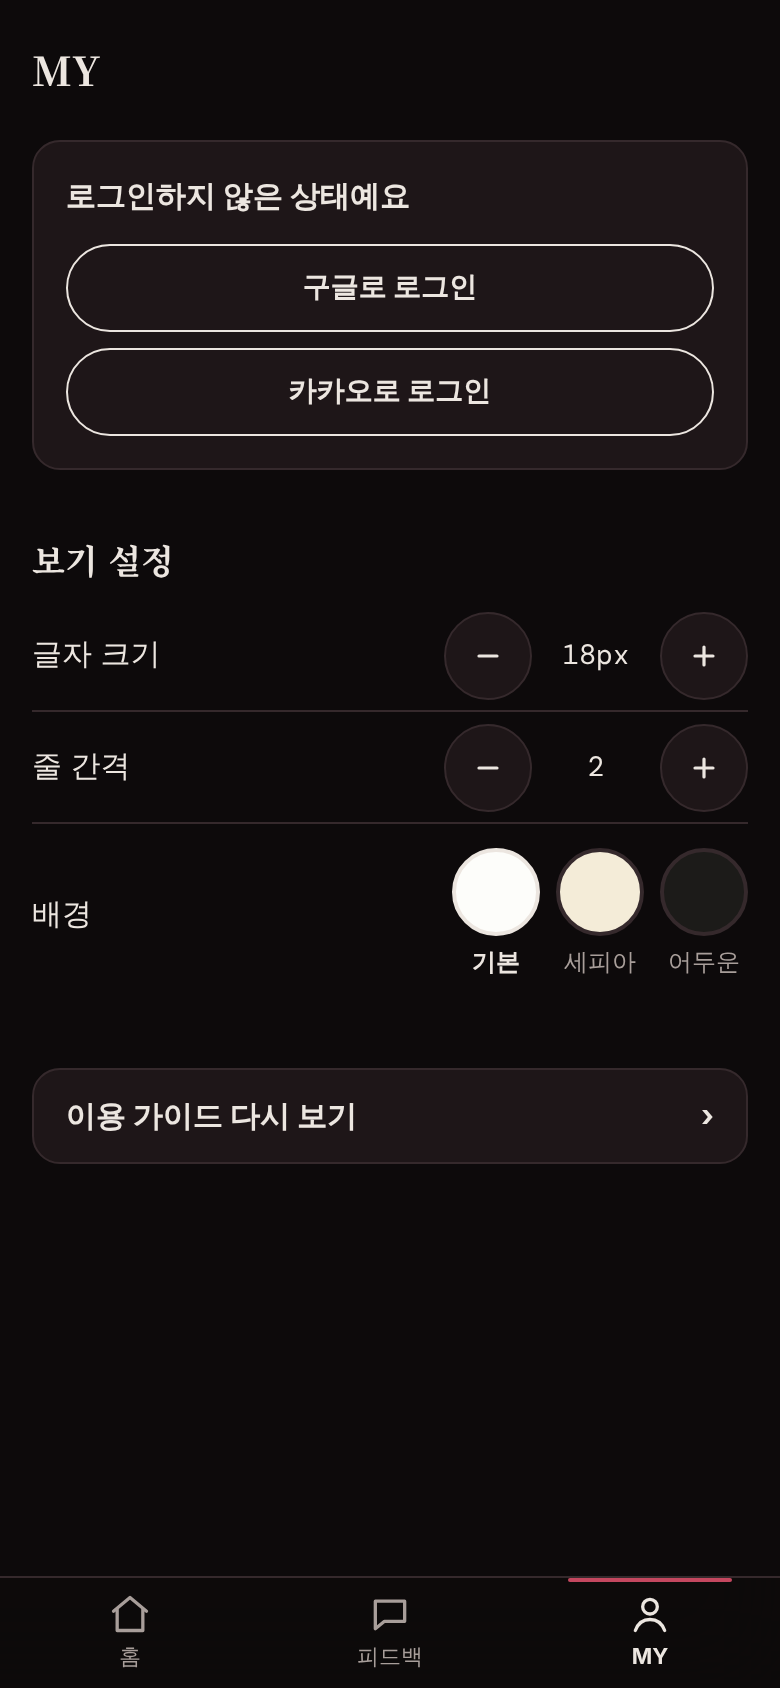 MY
로그인하지 않은 상태예요
구글로 로그인
카카오로 로그인
보기 설정
글자 크기
− 18px +
줄 간격
− 2 +
배경
기본 세피아 어두운
이용 가이드 다시 보기 ›
홈 피드백 MY